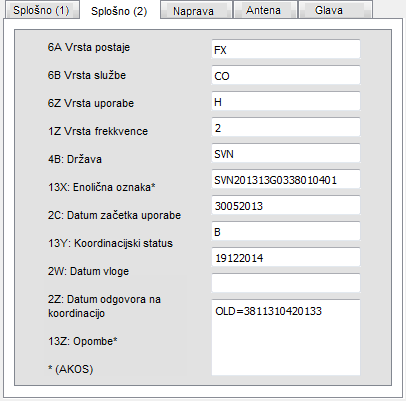 Splošno (1) Splošno (2) Naprava Antena Glava
6A Vrsta postaje FX
6B Vrsta službe CO
6Z Vrsta uporabe H
1Z Vrsta frekkvence 2
4B: Država SVN
13X: Enolična oznaka* SVN201313G0338010401
2C: Datum začetka uporabe 30052013
13Y: Koordinacijski status B
2W: Datum vloge 19122014
2Z: Datum odgovora na
koordinacijo
13Z: Opombe* OLD=3811310420133
* (AKOS)